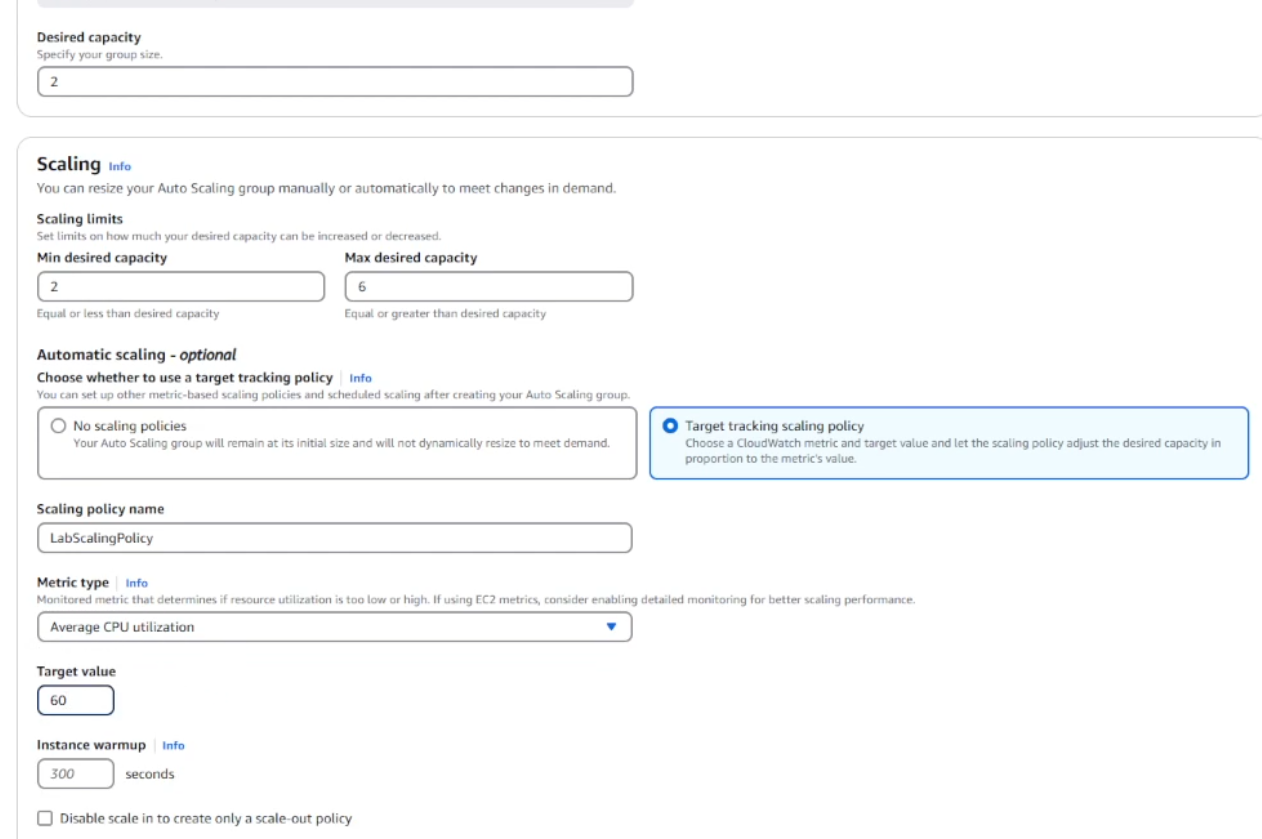 Desired capacity
Specify your group size.
2
Scaling Info
You can resize your Auto Scaling group manually or automatically to meet changes in demand.
Scaling limits
Set limits on how much your desired capacity can be increased or decreased.
Min desired capacity
Max desired capacity
2
6
Equal or less than desired capacity
Equal or greater than desired capacity
Automatic scaling - optional
Choose whether to use a target tracking policy Info
You can set up other metric-based scaling policies and scheduled scaling after creating your Auto Scaling group.
No scaling policies
Your Auto Scaling group will remain at its initial size and will not dynamically resize to meet demand.
Target tracking scaling policy
Choose a CloudWatch metric and target value and let the scaling policy adjust the desired capacity in
proportion to the metric's value.
Scaling policy name
LabScalingPolicy
Metric type Info
Monitored metric that determines if resource utilization is too low or high. If using EC2 metrics, consider enabling detailed monitoring for better scaling performance.
Average CPU utilization
Target value
60
Instance warmup Info
300 seconds
Disable scale in to create only a scale-out policy